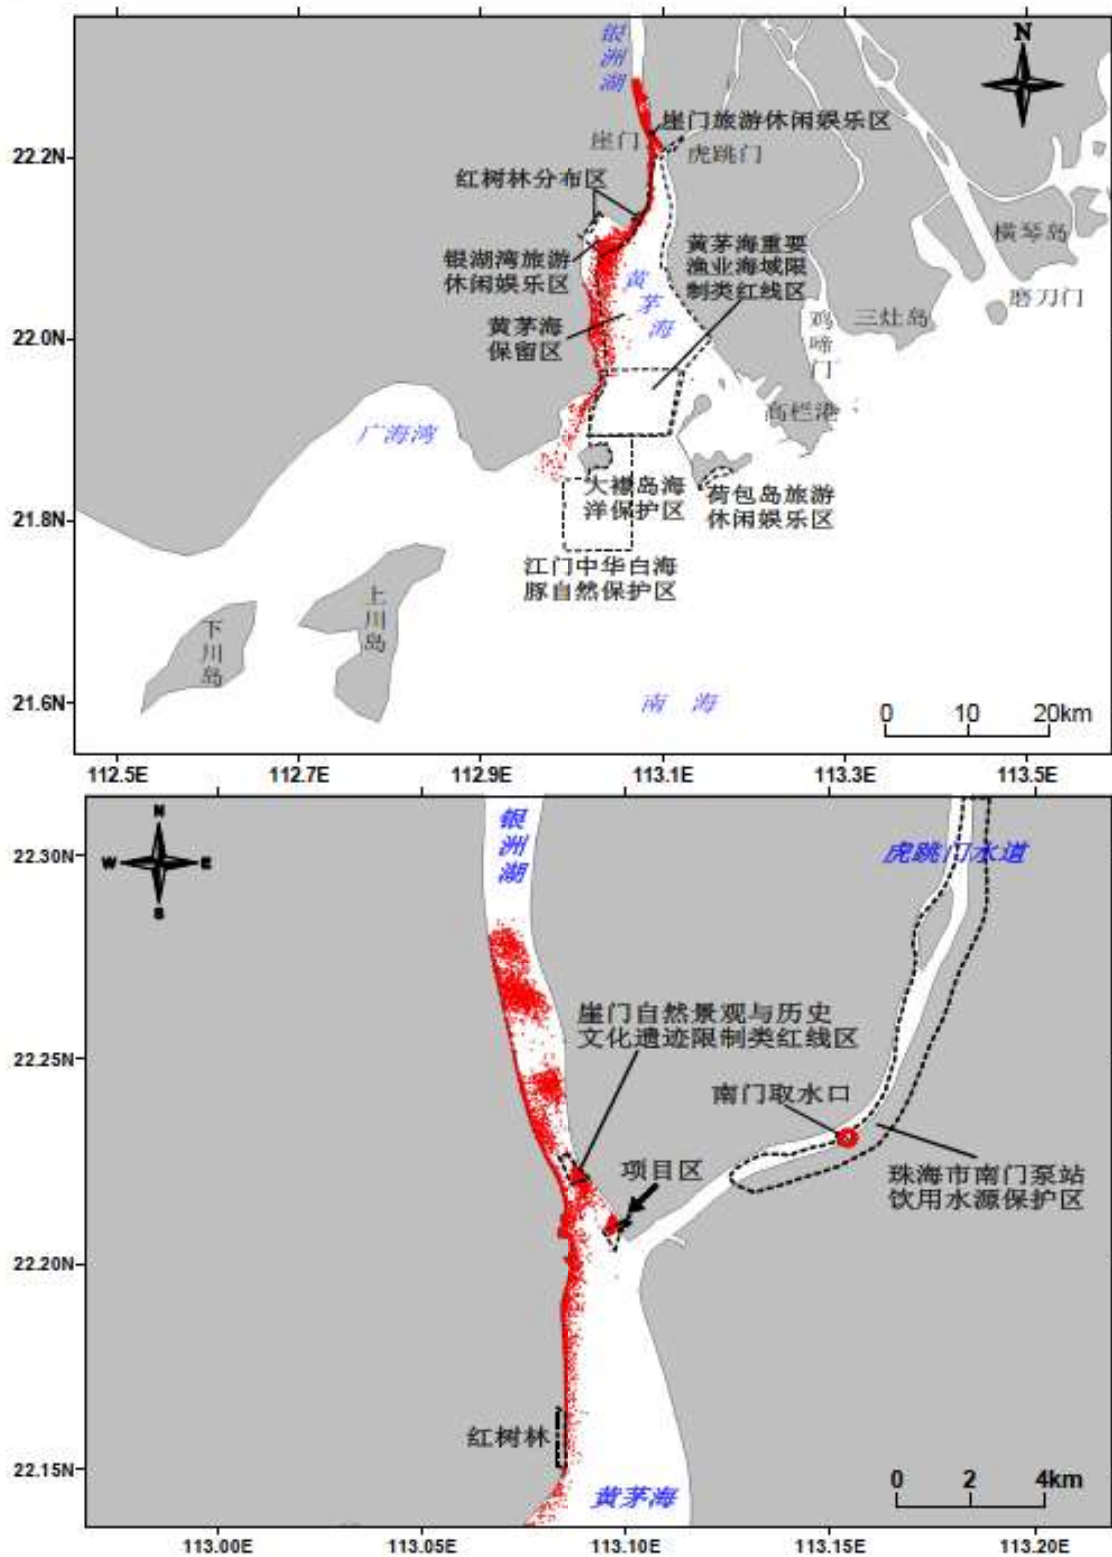 银
洲
湖
N
崖门旅游休闲娱乐区
22.2N
座门
虎跳门
红树林分布区
黄茅海重要
渔业海域限
制类红线区
横琴岛
银湖湾旅游
休闲娱乐区
黄
茅
海
磨刀门
黄茅海
保留区
22.0N
鸡
啼
门
三灶岛
高栏港
广海湾
大襟岛海
洋保护区
荷包岛旅游
休闲娱乐区
21.8N
江门中华白海
豚自然保护区
上
川
岛
下
川
岛
21.6N
南 海
0 10 20km
112.5E 112.7E 112.9E 113.1E 113.3E 113.5E
N
W E
S
银
洲
湖
22.30N
虎跳门水道
崖门自然景观与历史
文化遗迹限制类红线区
22.25N
南门取水口
项目区
珠海市南门泵站
饮用水源保护区
22.20N
红树林
22.15N
黄茅海
0 2 4km
113.00E 113.05E 113.10E 113.15E 113.20E